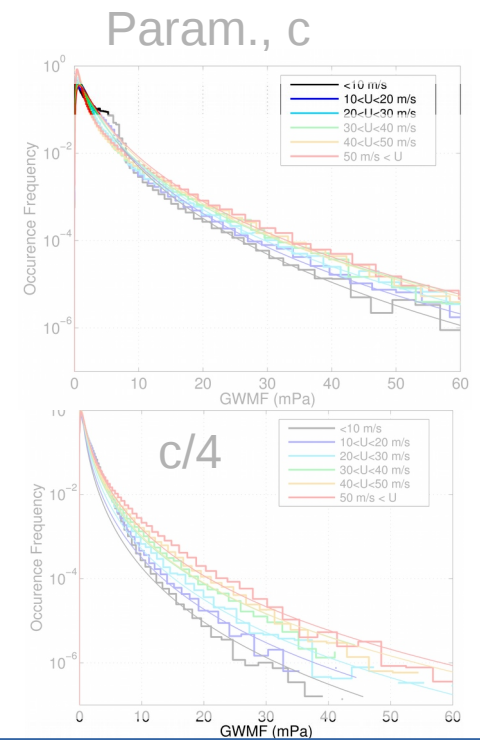 Param., c
10^0
10^-2
10^-4
10^-6
Occurence Frequency
<10 m/s
10<U<20 m/s
20<U<30 m/s
30<U<40 m/s
40<U<50 m/s
50 m/s < U
0 10 20 30 40 50 60
GWMF (mPa)
c/4
10
10^-2
10^-4
10^-6
Occurence Frequency
<10 m/s
10<U<20 m/s
20<U<30 m/s
30<U<40 m/s
40<U<50 m/s
50 m/s < U
0 10 20 30 40 50 60
GWMF (mPa)